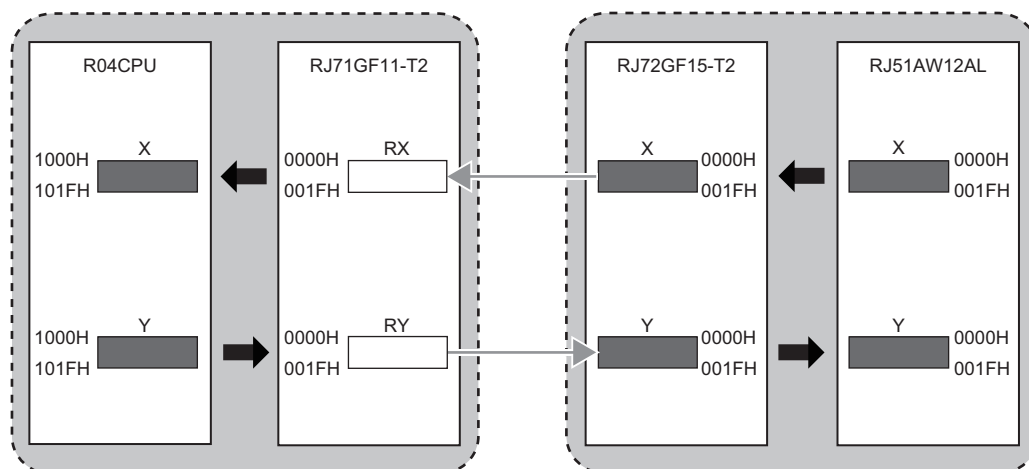 R04CPU RJ71GF11-T2 RJ72GF15-T2 RJ51AW12AL
X RX X X
1000H 0000H 0000H 0000H
101FH 001FH 001FH 001FH
Y RY Y Y
1000H 0000H 0000H 0000H
101FH 001FH 001FH 001FH